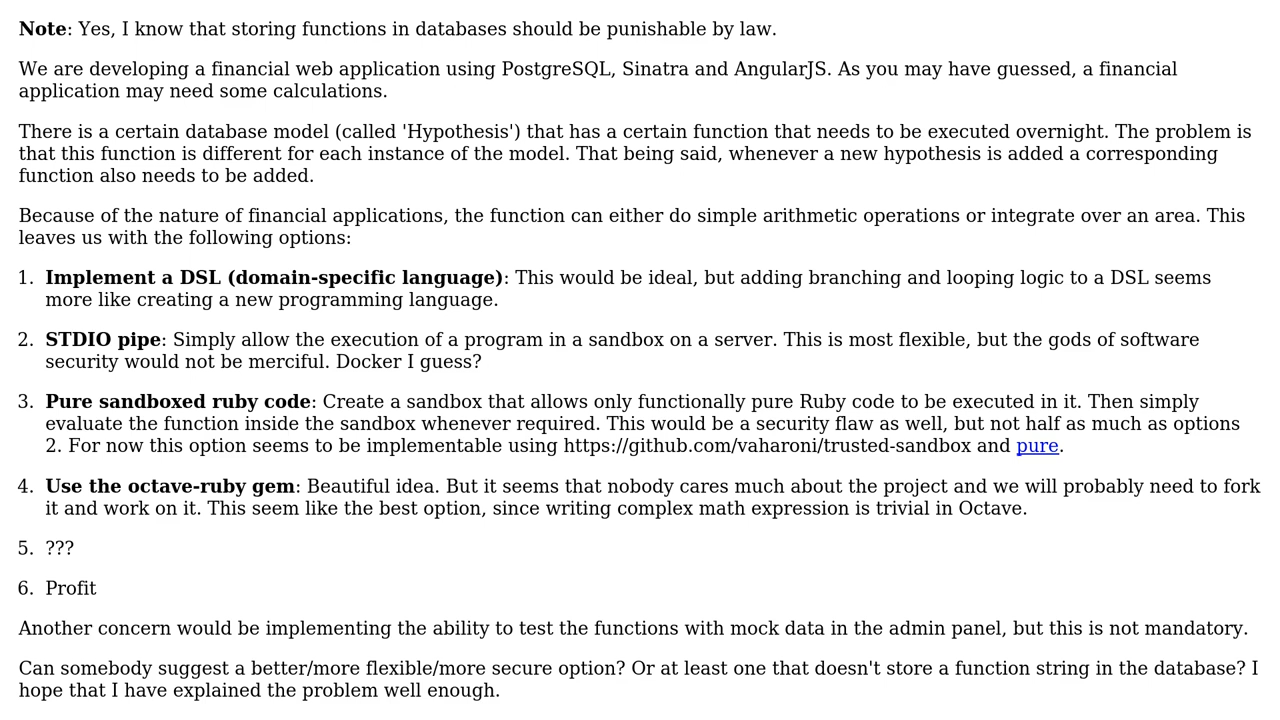 Note: Yes, I know that storing functions in databases should be punishable by law.
We are developing a financial web application using PostgreSQL, Sinatra and AngularJS. As you may have guessed, a financial
application may need some calculations.
There is a certain database model (called 'Hypothesis') that has a certain function that needs to be executed overnight. The problem is
that this function is different for each instance of the model. That being said, whenever a new hypothesis is added a corresponding
function also needs to be added.
Because of the nature of financial applications, the function can either do simple arithmetic operations or integrate over an area. This
leaves us with the following options:
1. Implement a DSL (domain-specific language): This would be ideal, but adding branching and looping logic to a DSL seems
more like creating a new programming language.
2. STDIO pipe: Simply allow the execution of a program in a sandbox on a server. This is most flexible, but the gods of software
security would not be merciful. Docker I guess?
3. Pure sandboxed ruby code: Create a sandbox that allows only functionally pure Ruby code to be executed in it. Then simply
evaluate the function inside the sandbox whenever required. This would be a security flaw as well, but not half as much as options
2. For now this option seems to be implementable using https://github.com/vaharoni/trusted-sandbox and pure.
4. Use the octave-ruby gem: Beautiful idea. But it seems that nobody cares much about the project and we will probably need to fork
it and work on it. This seem like the best option, since writing complex math expression is trivial in Octave.
5. ???
6. Profit
Another concern would be implementing the ability to test the functions with mock data in the admin panel, but this is not mandatory.
Can somebody suggest a better/more flexible/more secure option? Or at least one that doesn't store a function string in the database? I
hope that I have explained the problem well enough.